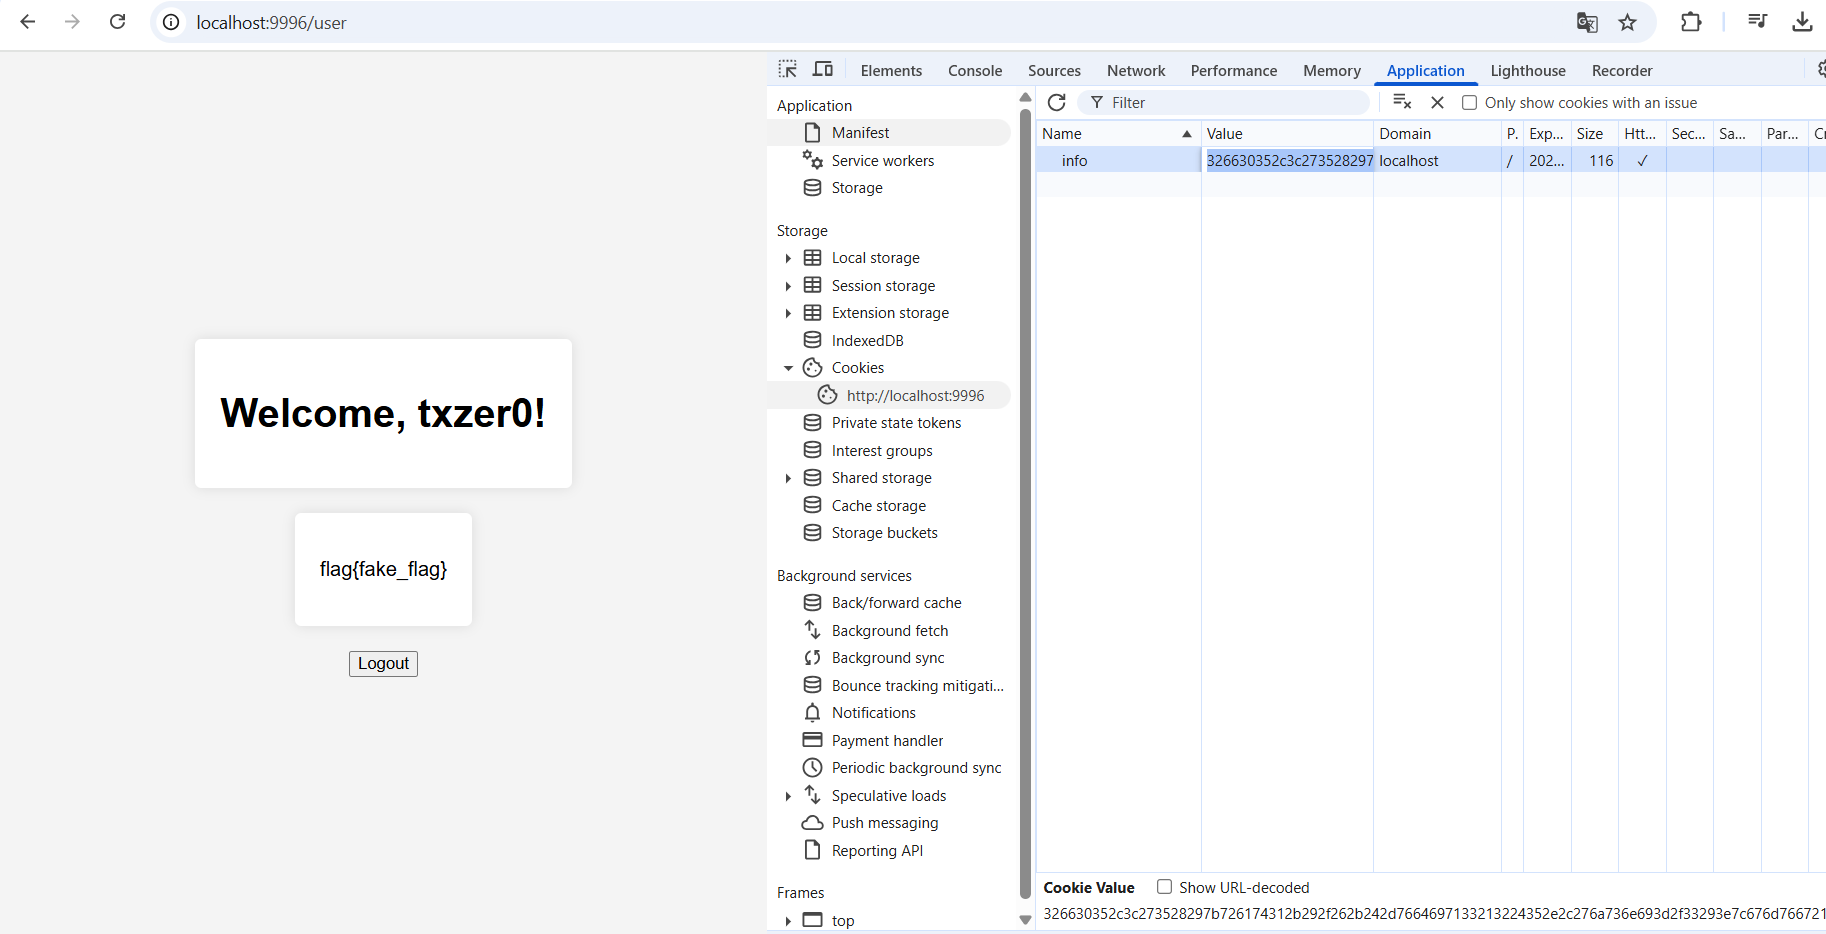 localhost:9996/user
Elements Console Sources Network Performance Memory Application Lighthouse Recorder
Application
Manifest
Service workers
Storage
Storage
Local storage
Session storage
Extension storage
IndexedDB
Cookies
http://localhost:9996
Private state tokens
Interest groups
Shared storage
Cache storage
Storage buckets
Background services
Back/forward cache
Background fetch
Background sync
Bounce tracking mitigati...
Notifications
Payment handler
Periodic background sync
Speculative loads
Push messaging
Reporting API
Frames
top
Filter Only show cookies with an issue
Name Value Domain P. Exp... Size Htt... Sec... Sa... Par... Cr
info 326630352c3c273528297 localhost / 202... 116 ✓
Cookie Value Show URL-decoded
326630352c3c273528297b726174312b292f262b242d7664697133213224352e2c276a736e693d2f33293e7c676d766721
Welcome, txzer0!
flag{fake_flag}
Logout